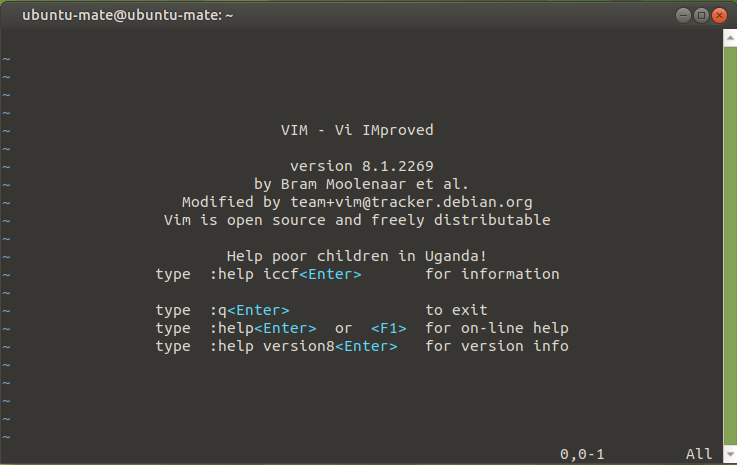 ubuntu-mate@ubuntu-mate: ~
~
~
~
~
VIM - Vi IMproved
~
~
version 8.1.2269
~
by Bram Moolenaar et al.
~
Modified by team+vim@tracker.debian.org
~
Vim is open source and freely distributable
~
~
Help poor children in Uganda!
~
type :help iccf<Enter> for information
~
~
type :q<Enter> to exit
~
type :help<Enter> or <F1> for on-line help
~
type :help version8<Enter> for version info
~
~
~
~
~
~
0,0-1 All